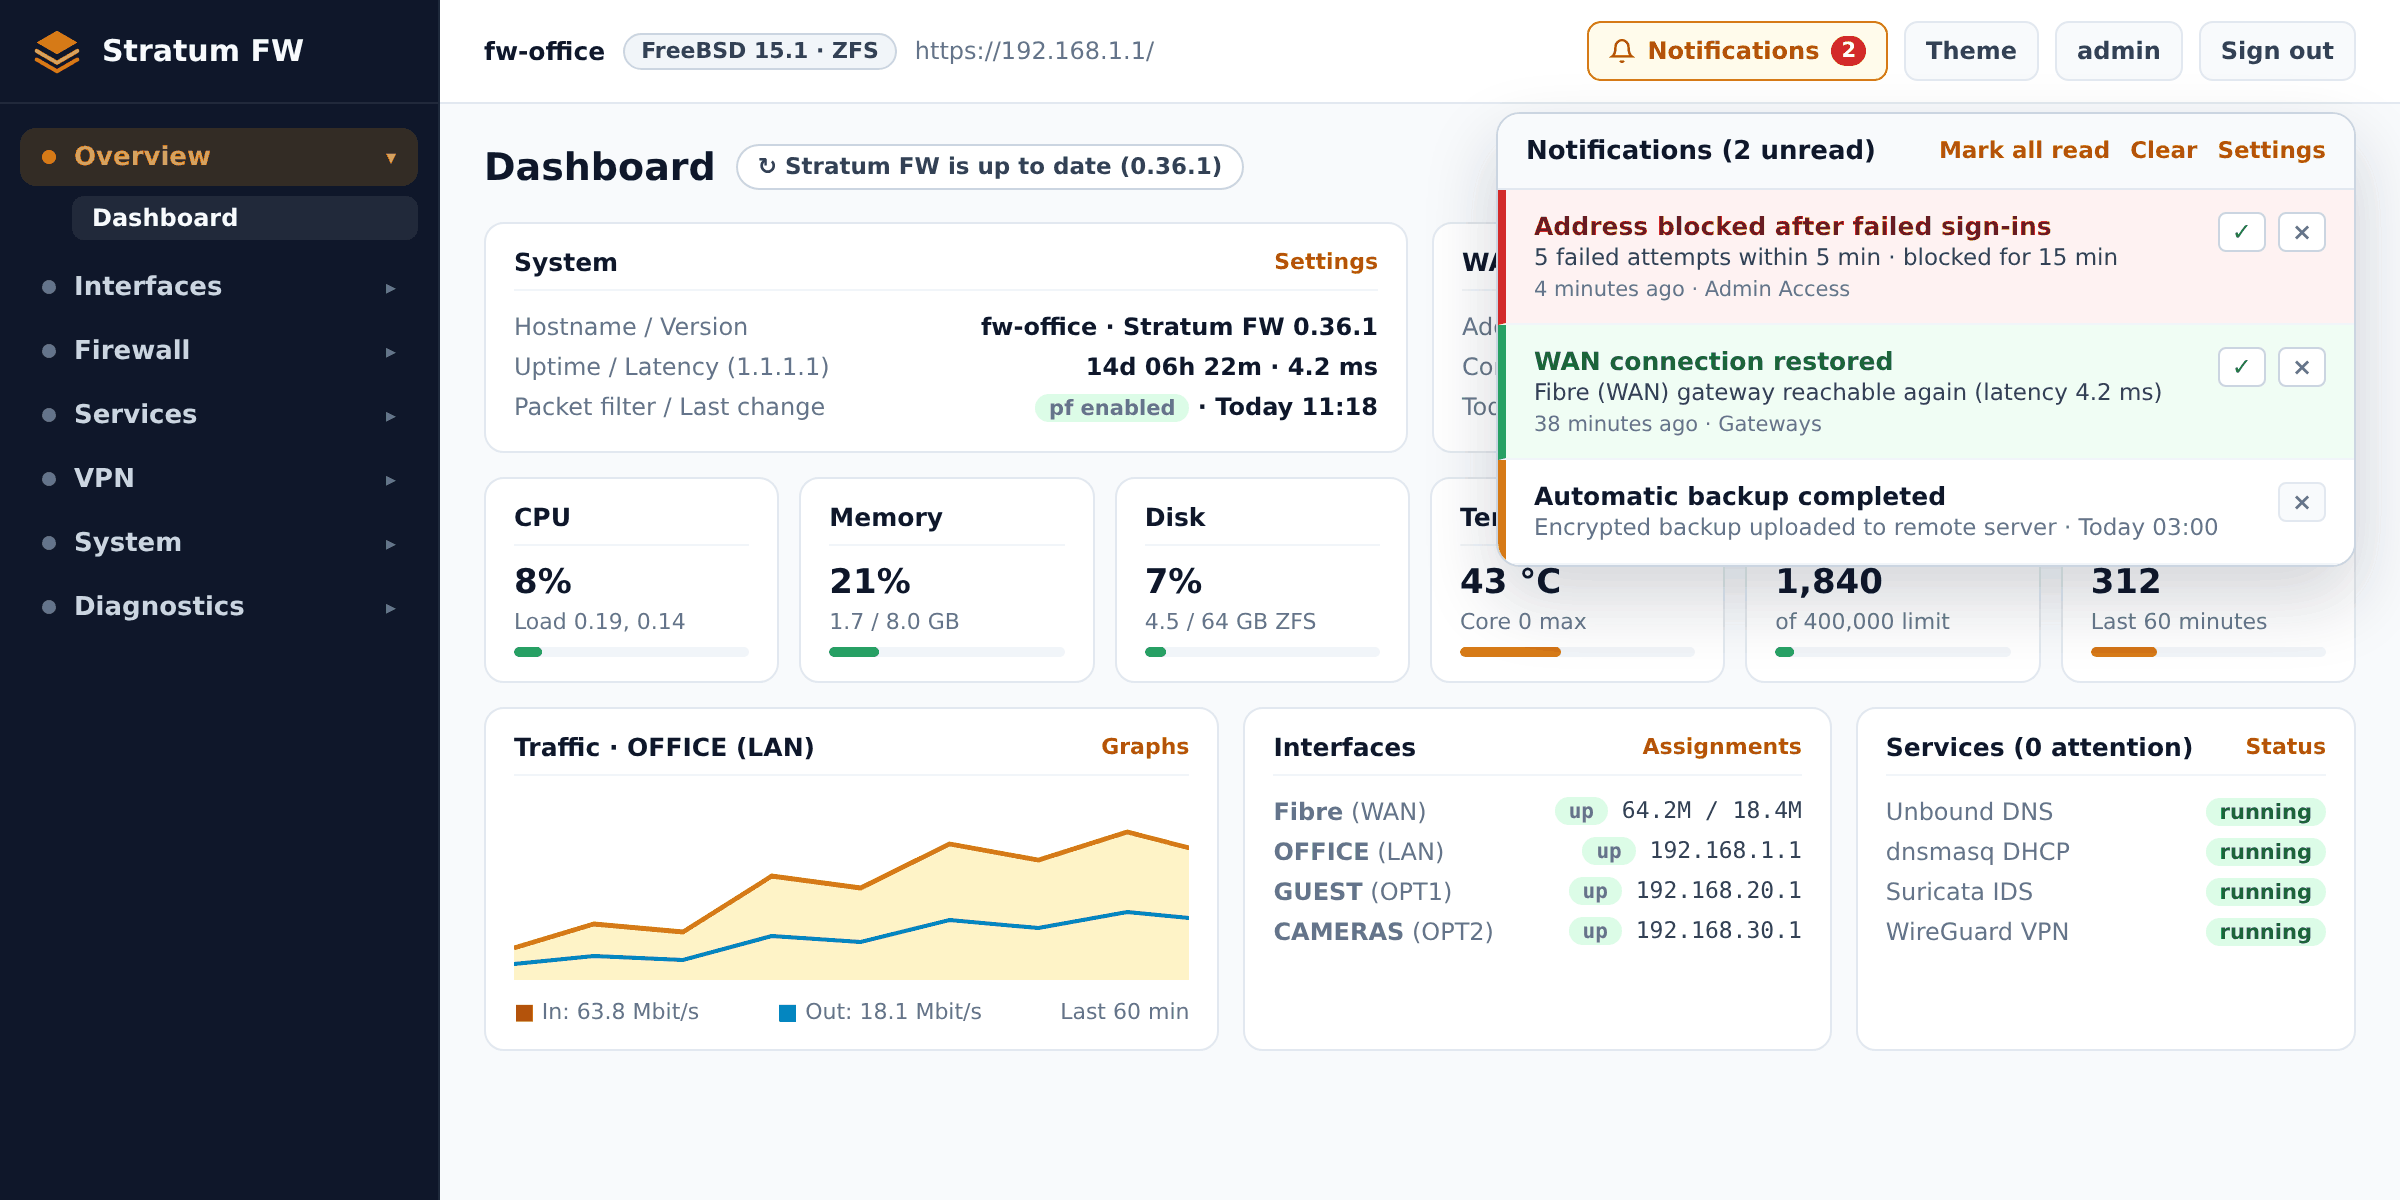 Stratum FW
fw-office FreeBSD 15.1 · ZFS https://192.168.1.1/
Notifications 2 Theme admin Sign out
Overview ▾
Dashboard
Interfaces ▸
Firewall ▸
Services ▸
VPN ▸
System ▸
Diagnostics ▸
Dashboard ↻ Stratum FW is up to date (0.36.1)
Notifications (2 unread) Mark all read Clear Settings
Address blocked after failed sign-ins ✓ ×
5 failed attempts within 5 min · blocked for 15 min
4 minutes ago · Admin Access
WAN connection restored ✓ ×
Fibre (WAN) gateway reachable again (latency 4.2 ms)
38 minutes ago · Gateways
Automatic backup completed ×
Encrypted backup uploaded to remote server · Today 03:00
System Settings
Hostname / Version fw-office · Stratum FW 0.36.1
Uptime / Latency (1.1.1.1) 14d 06h 22m · 4.2 ms
Packet filter / Last change pf enabled · Today 11:18
CPU
8%
Load 0.19, 0.14
Memory
21%
1.7 / 8.0 GB
Disk
7%
4.5 / 64 GB ZFS
43 °C
Core 0 max
1,840
of 400,000 limit
312
Last 60 minutes
Traffic · OFFICE (LAN) Graphs
In: 63.8 Mbit/s Out: 18.1 Mbit/s Last 60 min
Interfaces Assignments
Fibre (WAN) up 64.2M / 18.4M
OFFICE (LAN) up 192.168.1.1
GUEST (OPT1) up 192.168.20.1
CAMERAS (OPT2) up 192.168.30.1
Services (0 attention) Status
Unbound DNS running
dnsmasq DHCP running
Suricata IDS running
WireGuard VPN running